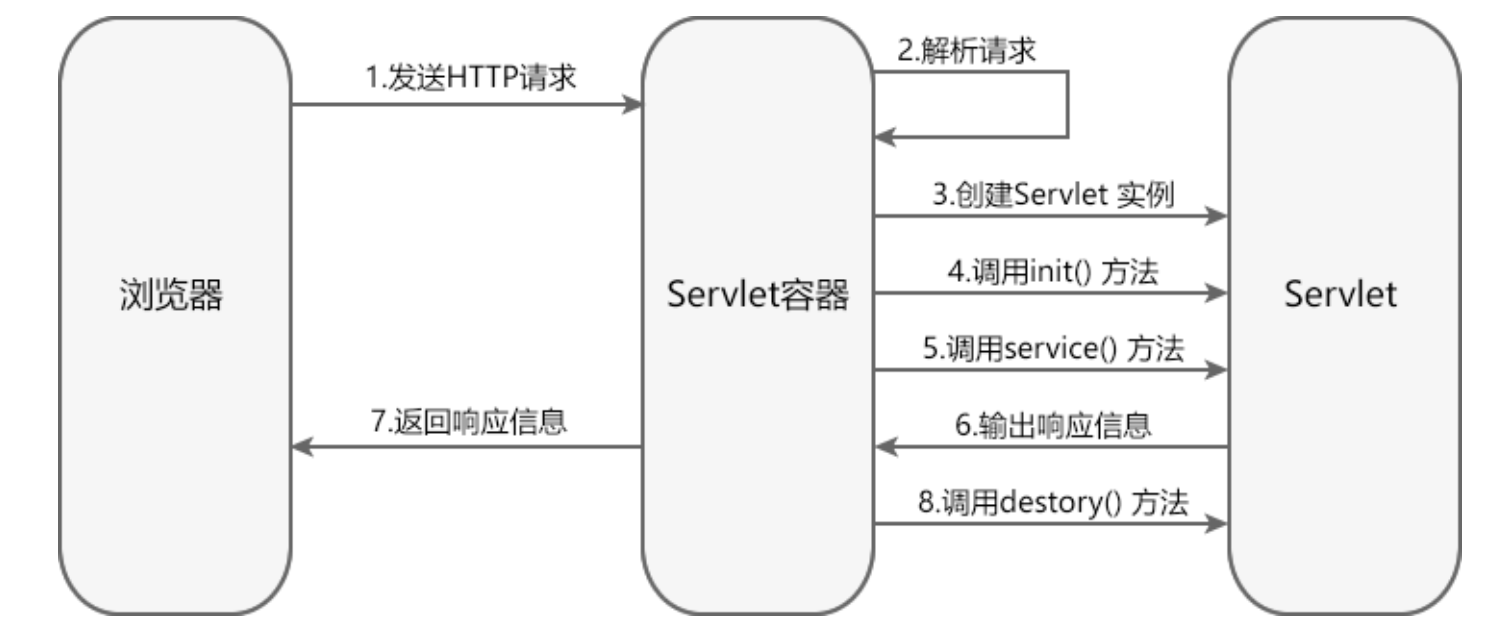 1.发送HTTP请求
2.解析请求
3.创建Servlet 实例
4.调用init() 方法
浏览器
Servlet容器
Servlet
5.调用service() 方法
7.返回响应信息
6.输出响应信息
8.调用destory() 方法